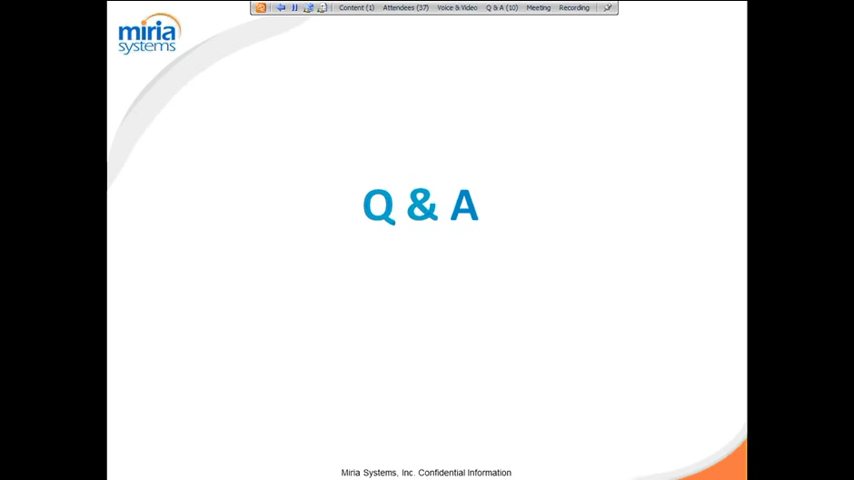 Content (1) Attendees (37) Voice & Video Q & A (10) Meeting Recording
miria
systems
Q & A
Miria Systems, Inc. Confidential Information